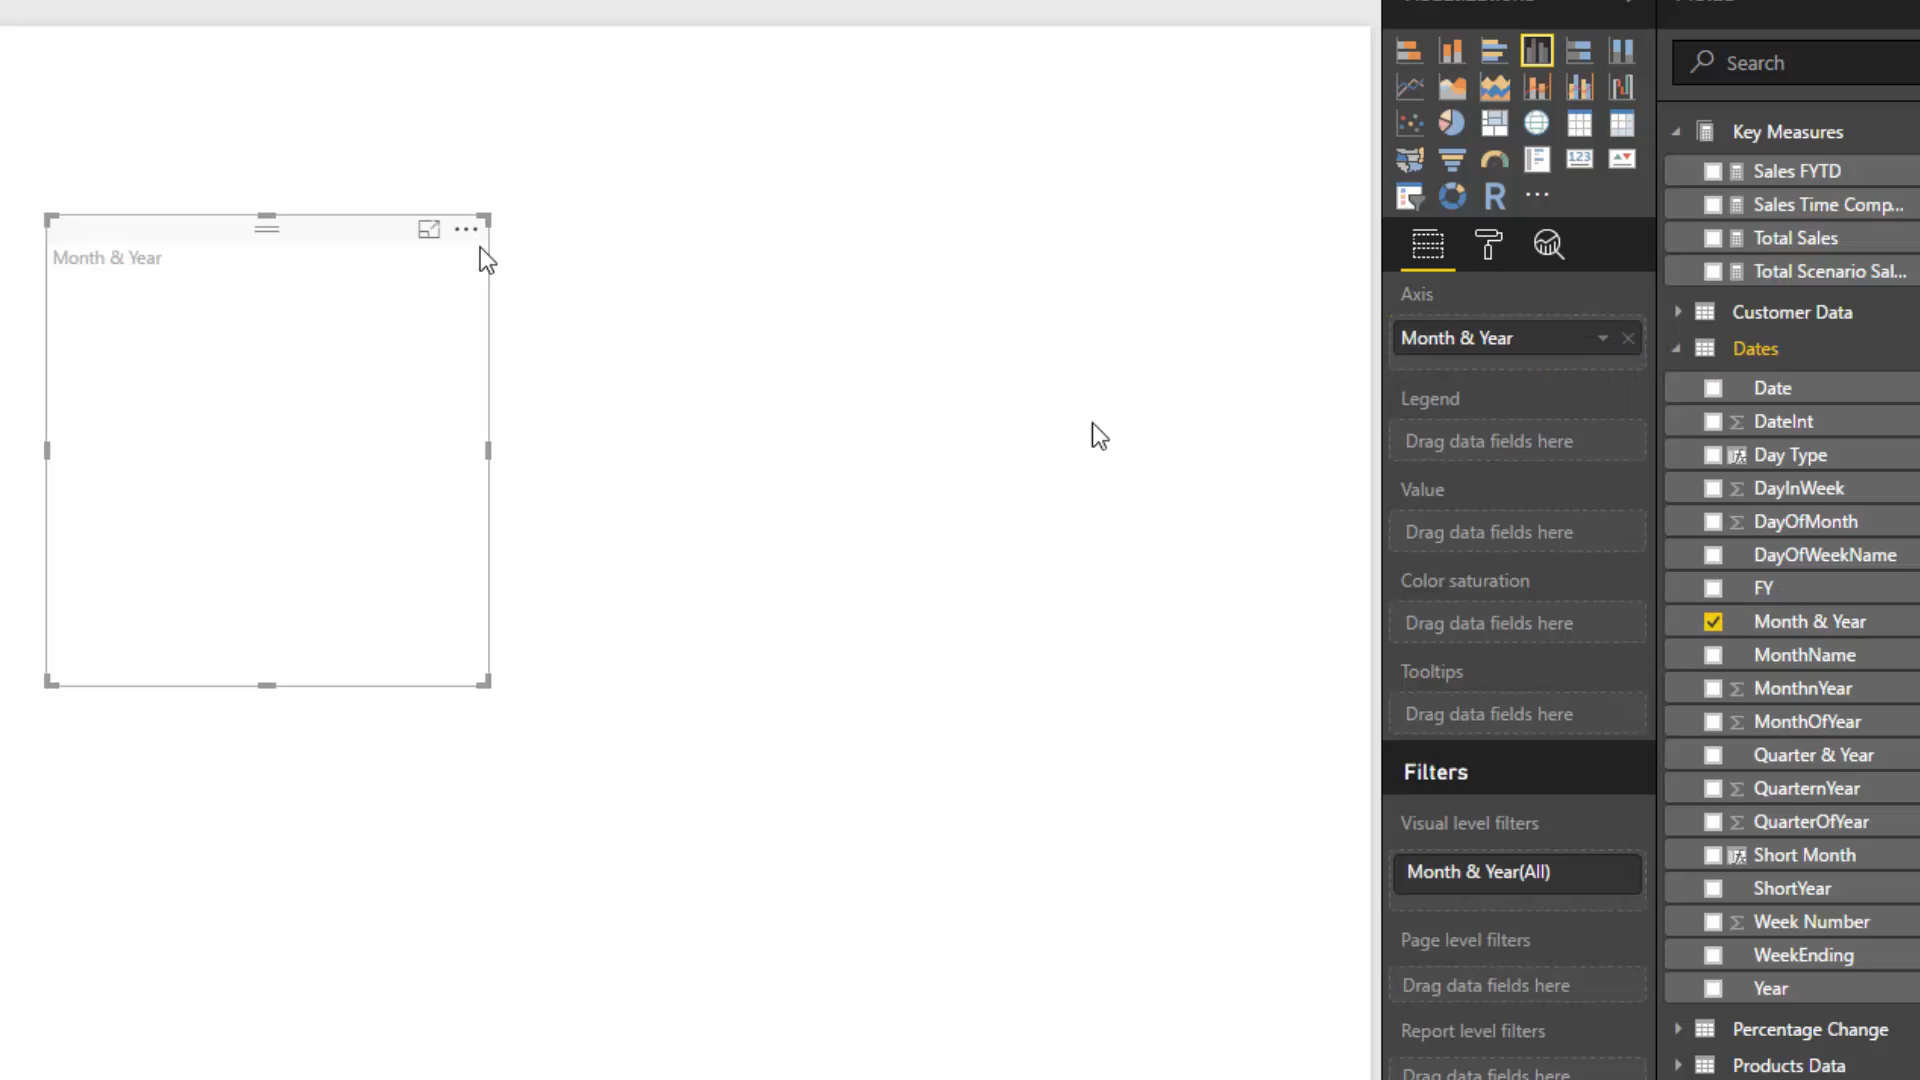 Month & Year
123
R
Axis
Month & Year
Legend
Drag data fields here
Value
Drag data fields here
Color saturation
Drag data fields here
Tooltips
Drag data fields here
Filters
Visual level filters
Month & Year(All)
Page level filters
Drag data fields here
Report level filters
Drag data fields here
Search
Key Measures
Sales FYTD
Sales Time Comp...
Total Sales
Total Scenario Sal...
Customer Data
Dates
Date
DateInt
Day Type
DayInWeek
DayOfMonth
DayOfWeekName
FY
Month & Year
MonthName
MonthnYear
MonthOfYear
Quarter & Year
QuarternYear
QuarterOfYear
Short Month
ShortYear
Week Number
WeekEnding
Year
Percentage Change
Products Data